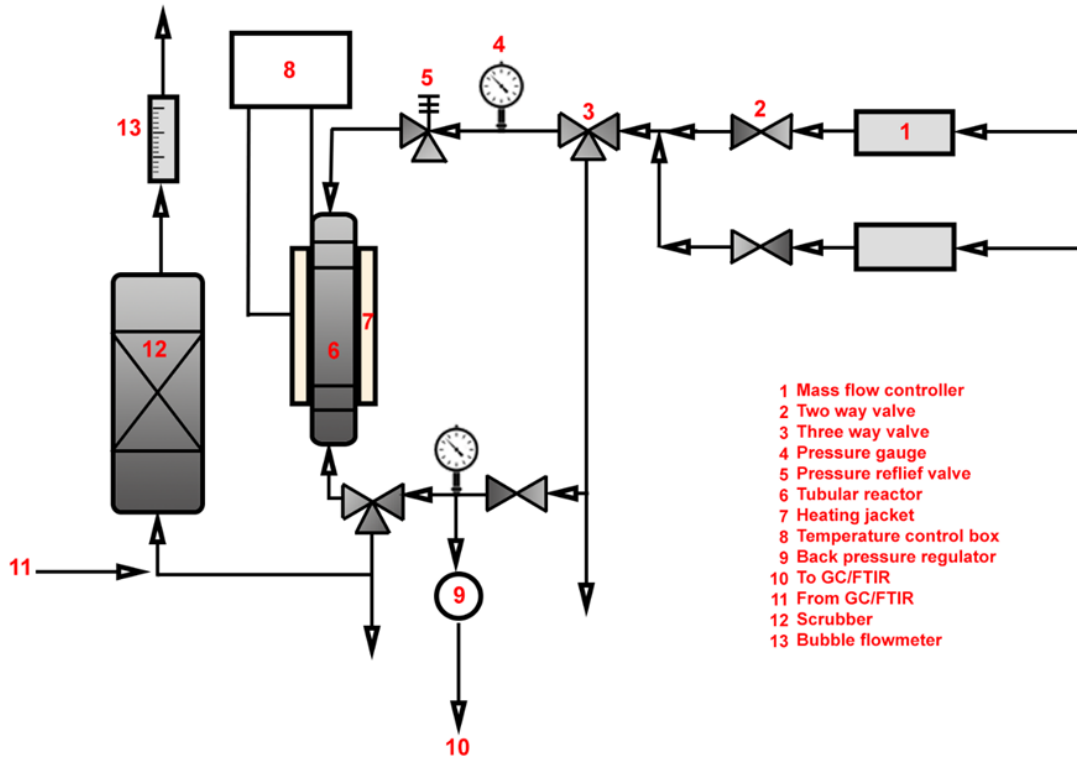 4
8
5
13
3
2
1
12
7
6
11
9
10
1 Mass flow controller
2 Two way valve
3 Three way valve
4 Pressure gauge
5 Pressure reflief valve
6 Tubular reactor
7 Heating jacket
8 Temperature control box
9 Back pressure regulator
10 To GC/FTIR
11 From GC/FTIR
12 Scrubber
13 Bubble flowmeter